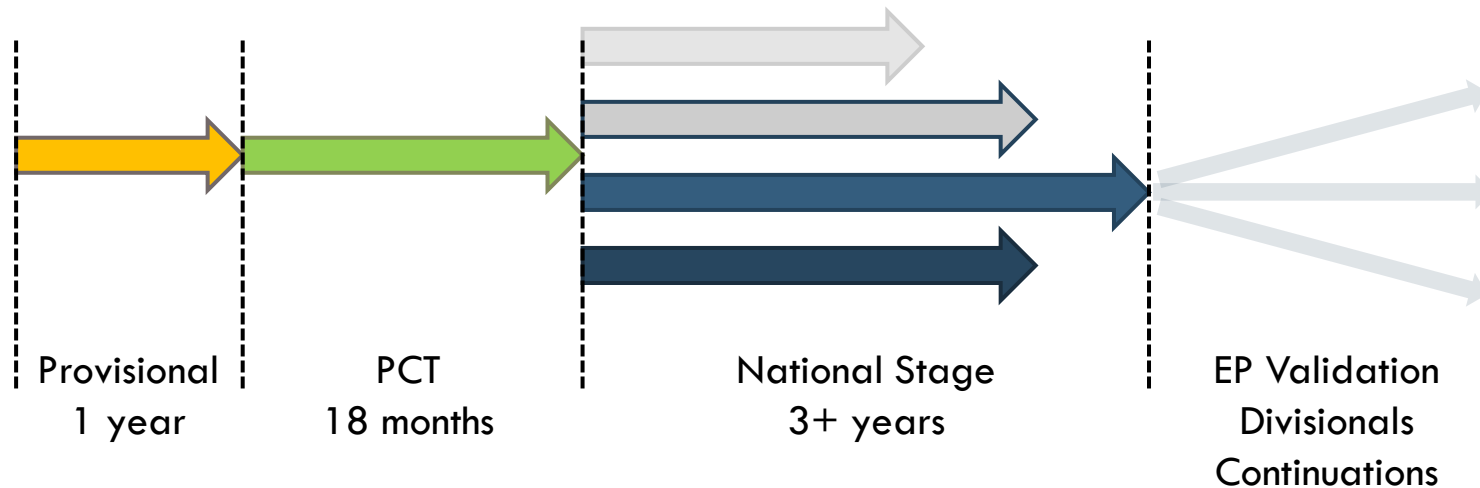 Provisional
1 year
PCT
18 months
National Stage
3+ years
EP Validation
Divisionals
Continuations